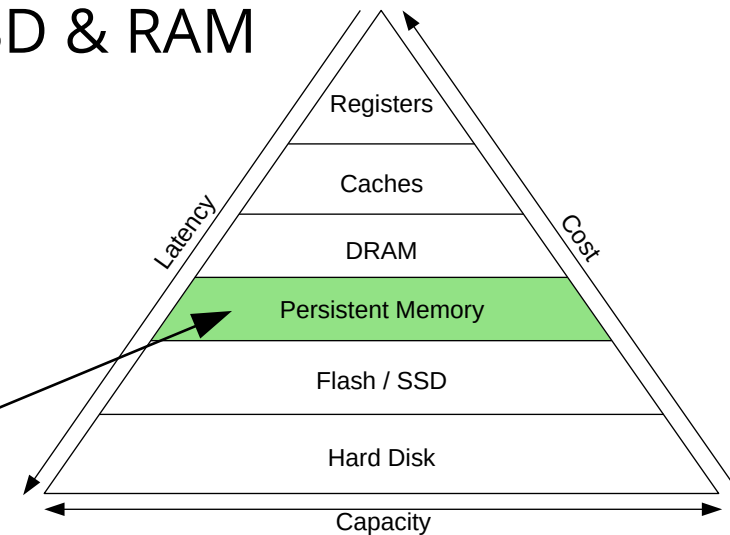 D & RAM
Registers
Caches
DRAM
Persistent Memory
Flash / SSD
Hard Disk
Latency
Cost
Capacity